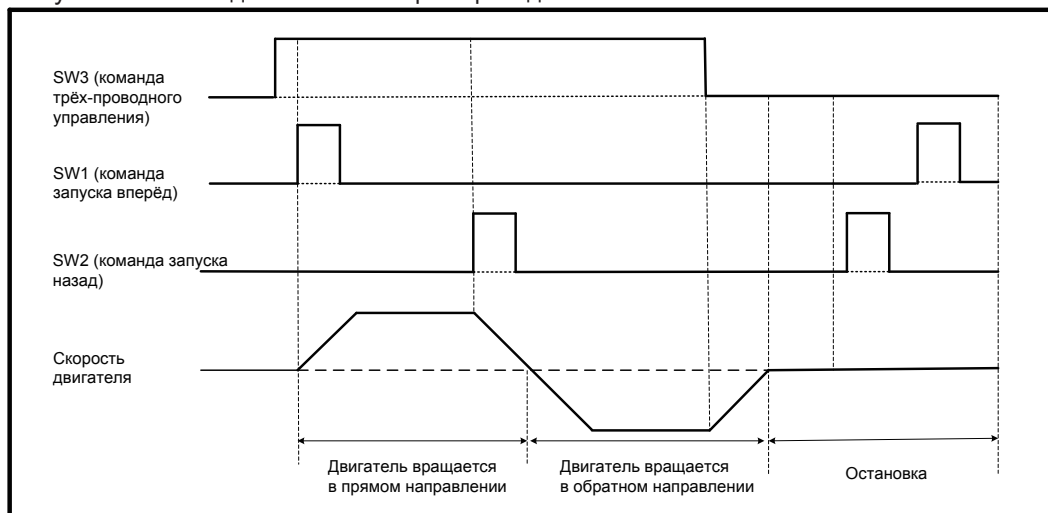 SW3 (команда
трёх-проводного
управления)
SW1 (команда
запуска вперёд)
SW2 (команда запуска
назад)
Скорость
двигателя
Двигатель вращается
в прямом направлении
Двигатель вращается
в обратном направлении
Остановка